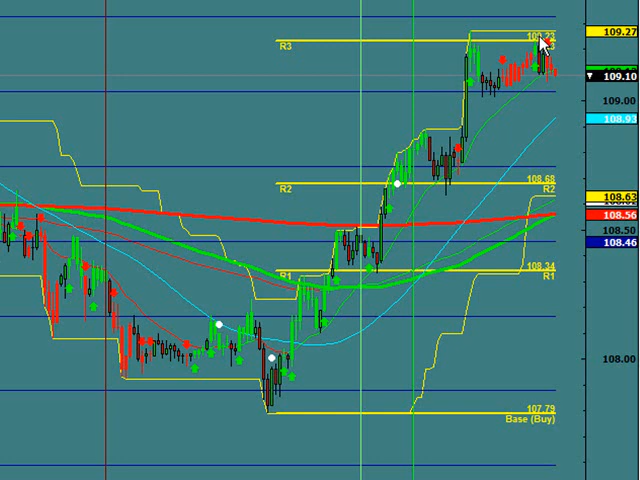 109.23
R3
109.27
109.10
109.00
108.93
108.68
R2
R2
108.63
108.56
108.50
108.46
108.34
R1
R1
108.00
107.79
Base (Buy)